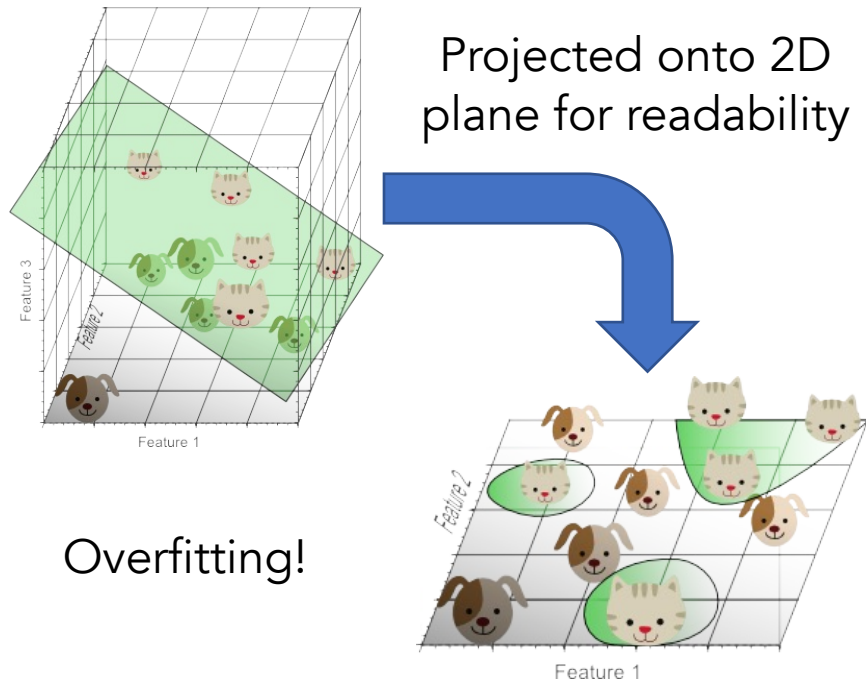 Projected onto 2D
plane for readability
Feature 3
Feature 2
Feature 1
Feature 2
Overfitting!
Feature 1